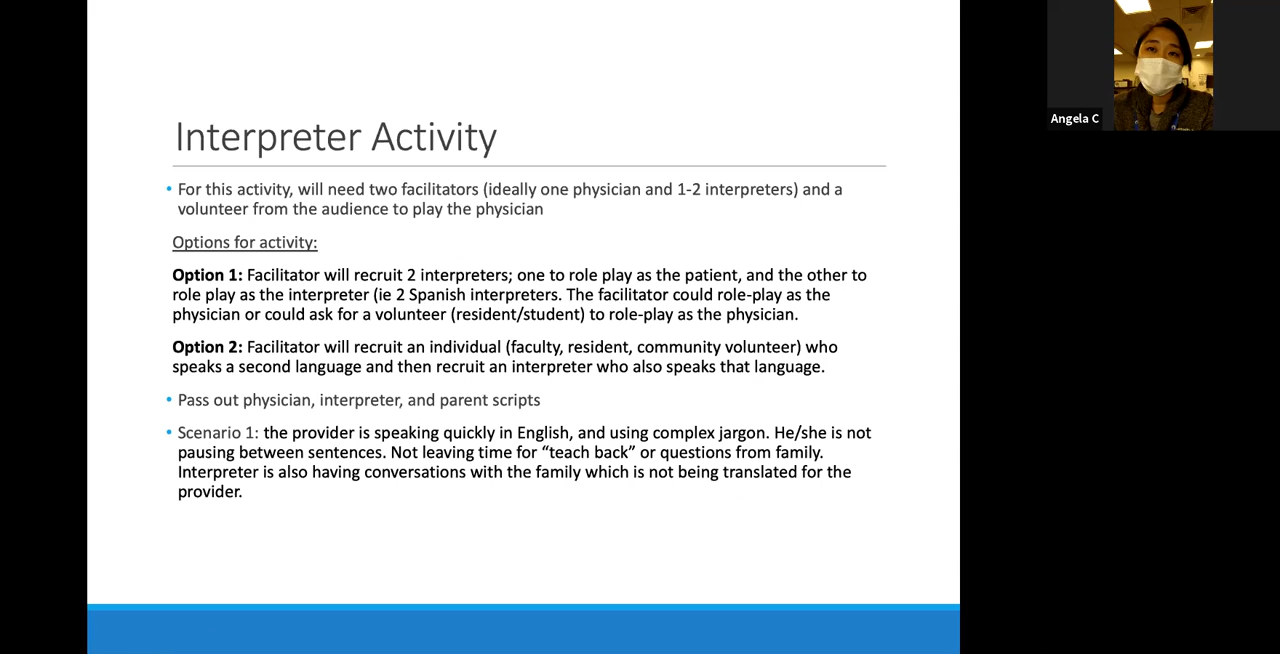 Interpreter Activity
• For this activity, will need two facilitators (ideally one physician and 1-2 interpreters) and a
volunteer from the audience to play the physician
Options for activity:
Option 1: Facilitator will recruit 2 interpreters; one to role play as the patient, and the other to
role play as the interpreter (ie 2 Spanish interpreters. The facilitator could role-play as the
physician or could ask for a volunteer (resident/student) to role-play as the physician.
Option 2: Facilitator will recruit an individual (faculty, resident, community volunteer) who
speaks a second language and then recruit an interpreter who also speaks that language.
• Pass out physician, interpreter, and parent scripts
• Scenario 1: the provider is speaking quickly in English, and using complex jargon. He/she is not
pausing between sentences. Not leaving time for “teach back” or questions from family.
Interpreter is also having conversations with the family which is not being translated for the
provider.
Angela C